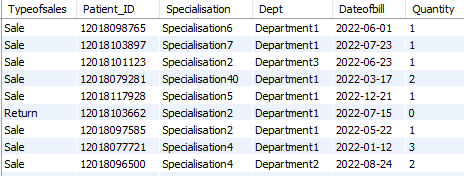 Typeofsales Patient_ID Specialisation Dept Dateofbill Quantity
Sale 12018098765 Specialisation6 Department1 2022-06-01 1
Sale 12018103897 Specialisation7 Department1 2022-07-23 1
Sale 12018101123 Specialisation2 Department3 2022-06-23 1
Sale 12018079281 Specialisation40 Department1 2022-03-17 2
Sale 12018117928 Specialisation5 Department1 2022-12-21 1
Return 12018103662 Specialisation2 Department1 2022-07-15 0
Sale 12018097585 Specialisation2 Department1 2022-05-22 1
Sale 12018077721 Specialisation4 Department1 2022-01-12 3
Sale 12018096500 Specialisation4 Department2 2022-08-24 2